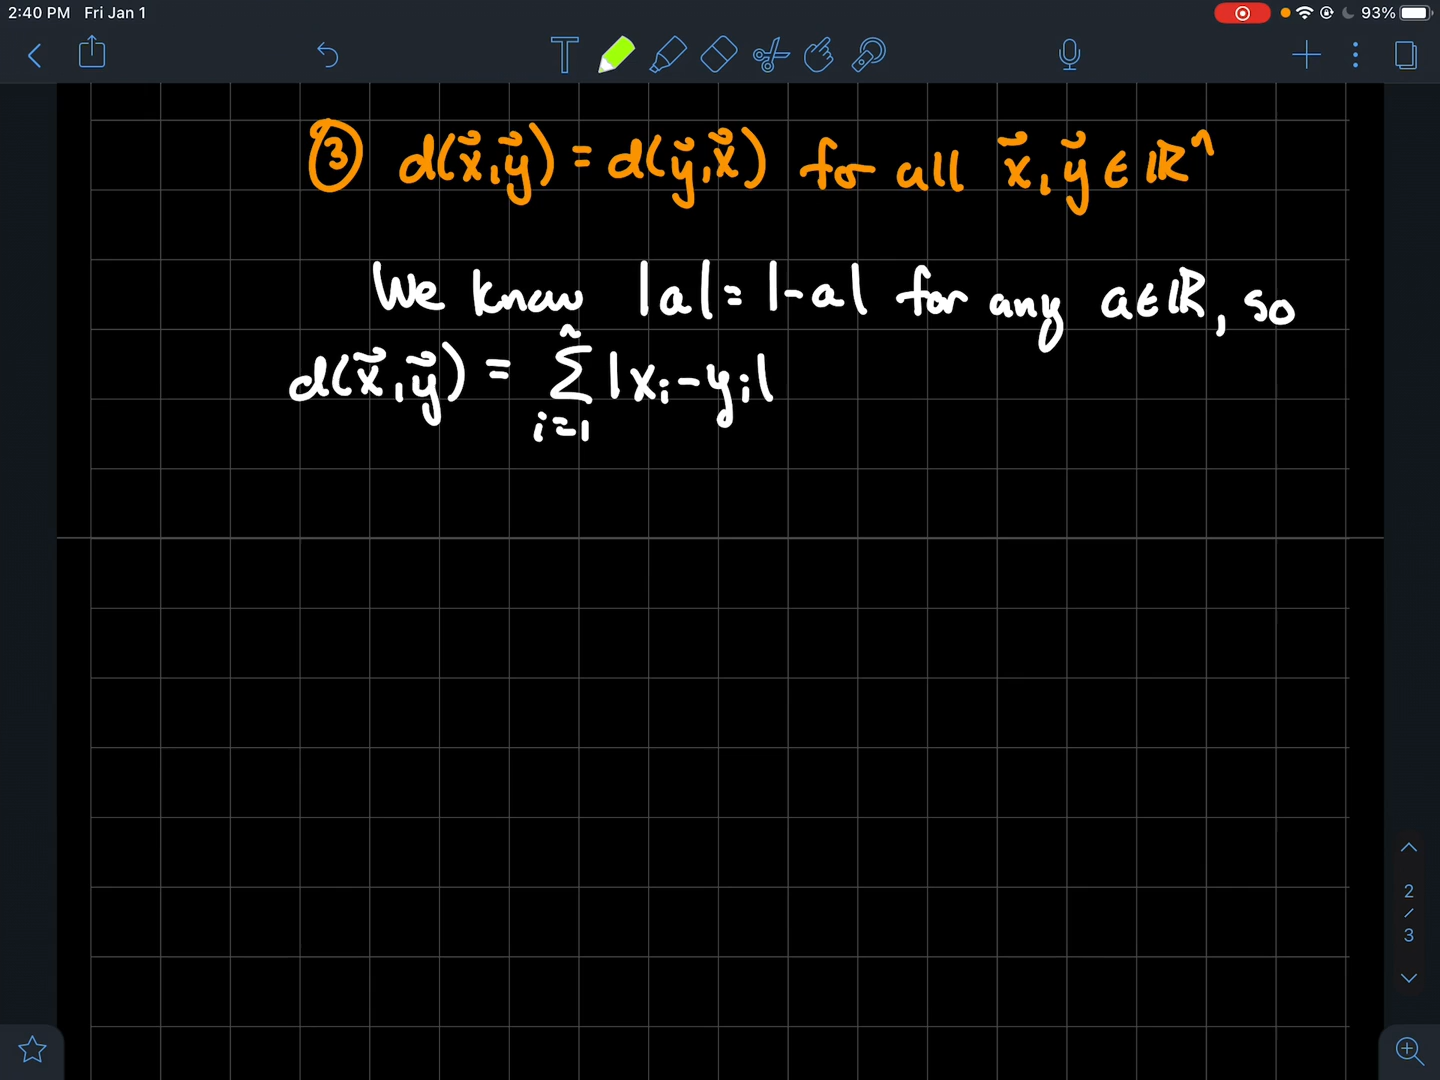 2:40 PM Fri Jan 1 93%
T
③ d(x⃗, y⃗) = d(y⃗, x⃗) for all x⃗, y⃗ ∈ ℝⁿ
We know |a| = |-a| for any a∈ℝ, so
d(x⃗, y⃗) = ∑ⁿᵢ₌₁ |xᵢ - yᵢ|
2
/
3